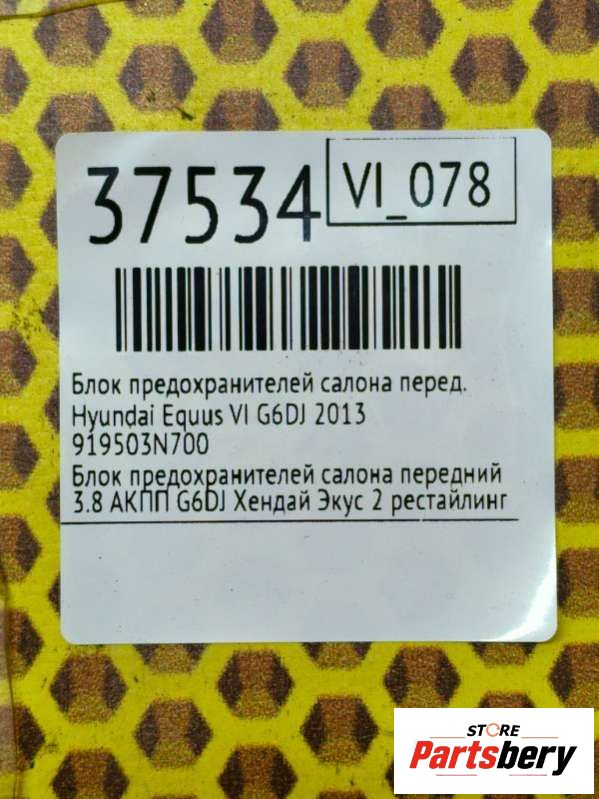 37534
VI_078
Блок предохранителей салона перед.
Hyundai Equus VI G6DJ 2013
919503N700
Блок предохранителей салона передний
3.8 АКПП G6DJ Хендай Экус 2 рестайлинг
STORE
Partsbery